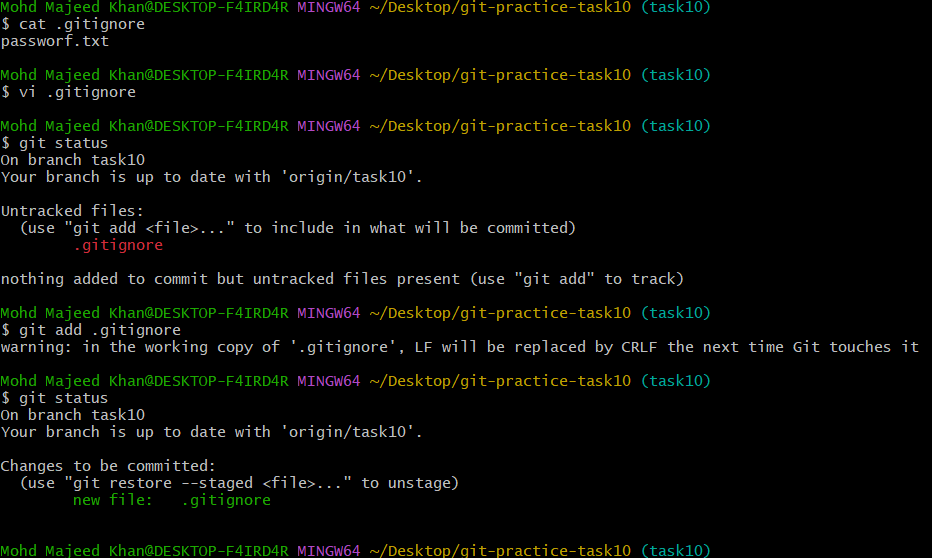 Mohd Majeed Khan@DESKTOP-F4IRD4R MINGW64 ~/Desktop/git-practice-task10 (task10)
$ cat .gitignore
passworf.txt
Mohd Majeed Khan@DESKTOP-F4IRD4R MINGW64 ~/Desktop/git-practice-task10 (task10)
$ vi .gitignore
Mohd Majeed Khan@DESKTOP-F4IRD4R MINGW64 ~/Desktop/git-practice-task10 (task10)
$ git status
On branch task10
Your branch is up to date with 'origin/task10'.
Untracked files:
  (use "git add <file>..." to include in what will be committed)
        .gitignore
nothing added to commit but untracked files present (use "git add" to track)
Mohd Majeed Khan@DESKTOP-F4IRD4R MINGW64 ~/Desktop/git-practice-task10 (task10)
$ git add .gitignore
warning: in the working copy of '.gitignore', LF will be replaced by CRLF the next time Git touches it
Mohd Majeed Khan@DESKTOP-F4IRD4R MINGW64 ~/Desktop/git-practice-task10 (task10)
$ git status
On branch task10
Your branch is up to date with 'origin/task10'.
Changes to be committed:
  (use "git restore --staged <file>..." to unstage)
        new file:   .gitignore
Mohd Majeed Khan@DESKTOP-F4IRD4R MINGW64 ~/Desktop/git-practice-task10 (task10)